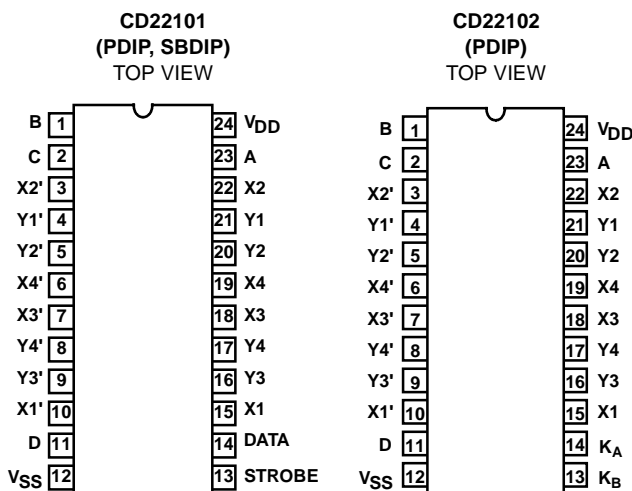 CD22101
(PDIP, SBDIP)
TOP VIEW
B 1 24 VDD
C 2 23 A
X2' 3 22 X2
Y1' 4 21 Y1
Y2' 5 20 Y2
X4' 6 19 X4
X3' 7 18 X3
Y4' 8 17 Y4
Y3' 9 16 Y3
X1' 10 15 X1
D 11 14 DATA
VSS 12 13 STROBE
CD22102
(PDIP)
TOP VIEW
B 1 24 VDD
C 2 23 A
X2' 3 22 X2
Y1' 4 21 Y1
Y2' 5 20 Y2
X4' 6 19 X4
X3' 7 18 X3
Y4' 8 17 Y4
Y3' 9 16 Y3
X1' 10 15 X1
D 11 14 KA
VSS 12 13 KB